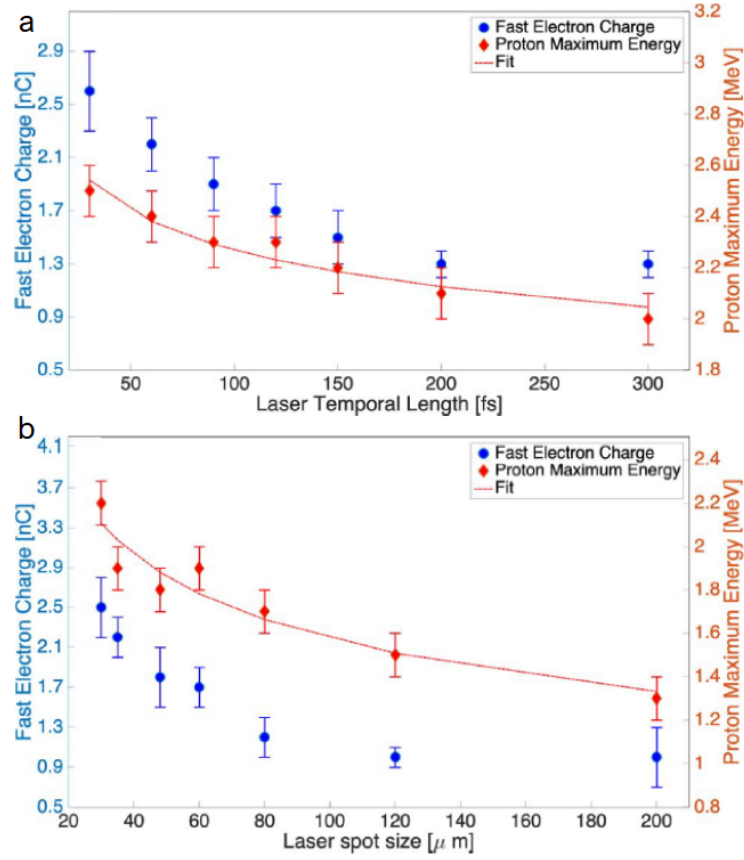 a
Fast Electron Charge [nC]
2.9
2.5
2.1
1.7
1.3
0.9
0.5
Fast Electron Charge
Proton Maximum Energy
Fit
3.2
3
2.8
2.6
2.4
2.2
2
1.8
Proton Maximum Energy [MeV]
50 100 150 200 250 300
Laser Temporal Length [fs]
b
Fast Electron Charge [nC]
4.1
3.7
3.3
2.9
2.5
2.1
1.7
1.3
0.9
0.5
Fast Electron Charge
Proton Maximum Energy
Fit
2.4
2.2
2
1.8
1.6
1.4
1.2
1
0.8
Proton Maximum Energy [MeV]
20 40 60 80 100 120 140 160 180 200
Laser spot size [μ m]